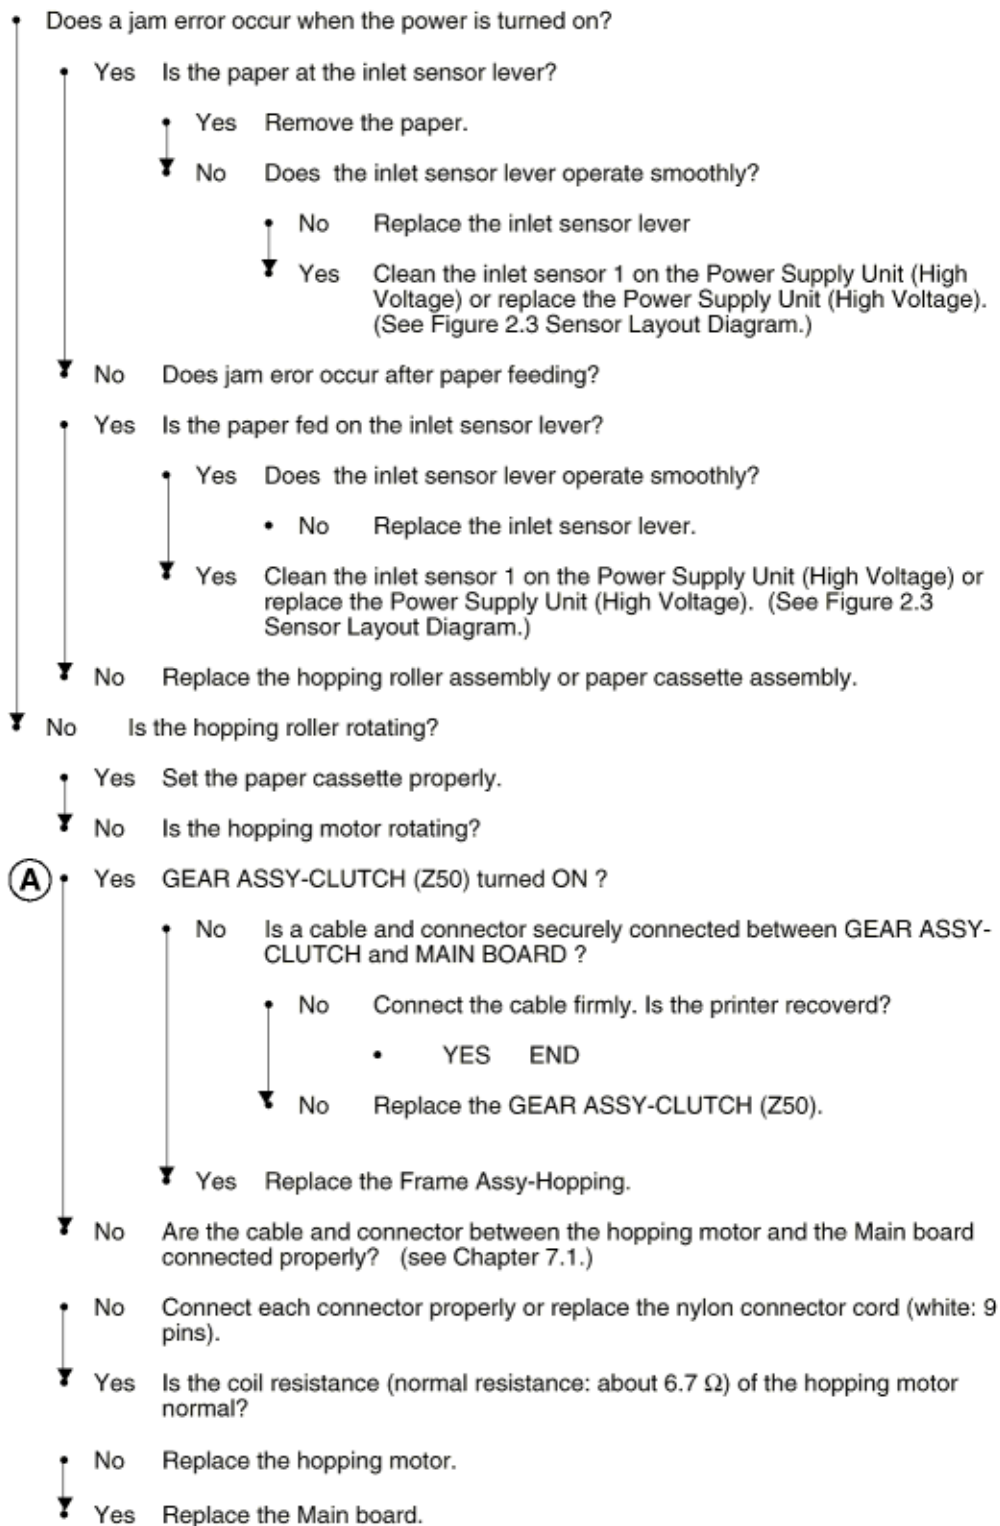 • Does a jam error occur when the power is turned on?
• Yes Is the paper at the inlet sensor lever?
• Yes Remove the paper.
• No Does the inlet sensor lever operate smoothly?
• No Replace the inlet sensor lever
• Yes Clean the inlet sensor 1 on the Power Supply Unit (High
Voltage) or replace the Power Supply Unit (High Voltage).
(See Figure 2.3 Sensor Layout Diagram.)
• No Does jam eror occur after paper feeding?
• Yes Is the paper fed on the inlet sensor lever?
• Yes Does the inlet sensor lever operate smoothly?
• No Replace the inlet sensor lever.
• Yes Clean the inlet sensor 1 on the Power Supply Unit (High Voltage) or
replace the Power Supply Unit (High Voltage). (See Figure 2.3
Sensor Layout Diagram.)
• No Replace the hopping roller assembly or paper cassette assembly.
• No Is the hopping roller rotating?
• Yes Set the paper cassette properly.
• No Is the hopping motor rotating?
A • Yes GEAR ASSY-CLUTCH (Z50) turned ON ?
• No Is a cable and connector securely connected between GEAR ASSY-
CLUTCH and MAIN BOARD ?
• No Connect the cable firmly. Is the printer recoverd?
• YES END
• No Replace the GEAR ASSY-CLUTCH (Z50).
• Yes Replace the Frame Assy-Hopping.
• No Are the cable and connector between the hopping motor and the Main board
connected properly? (see Chapter 7.1.)
• No Connect each connector properly or replace the nylon connector cord (white: 9
pins).
• Yes Is the coil resistance (normal resistance: about 6.7 Ω) of the hopping motor
normal?
• No Replace the hopping motor.
• Yes Replace the Main board.